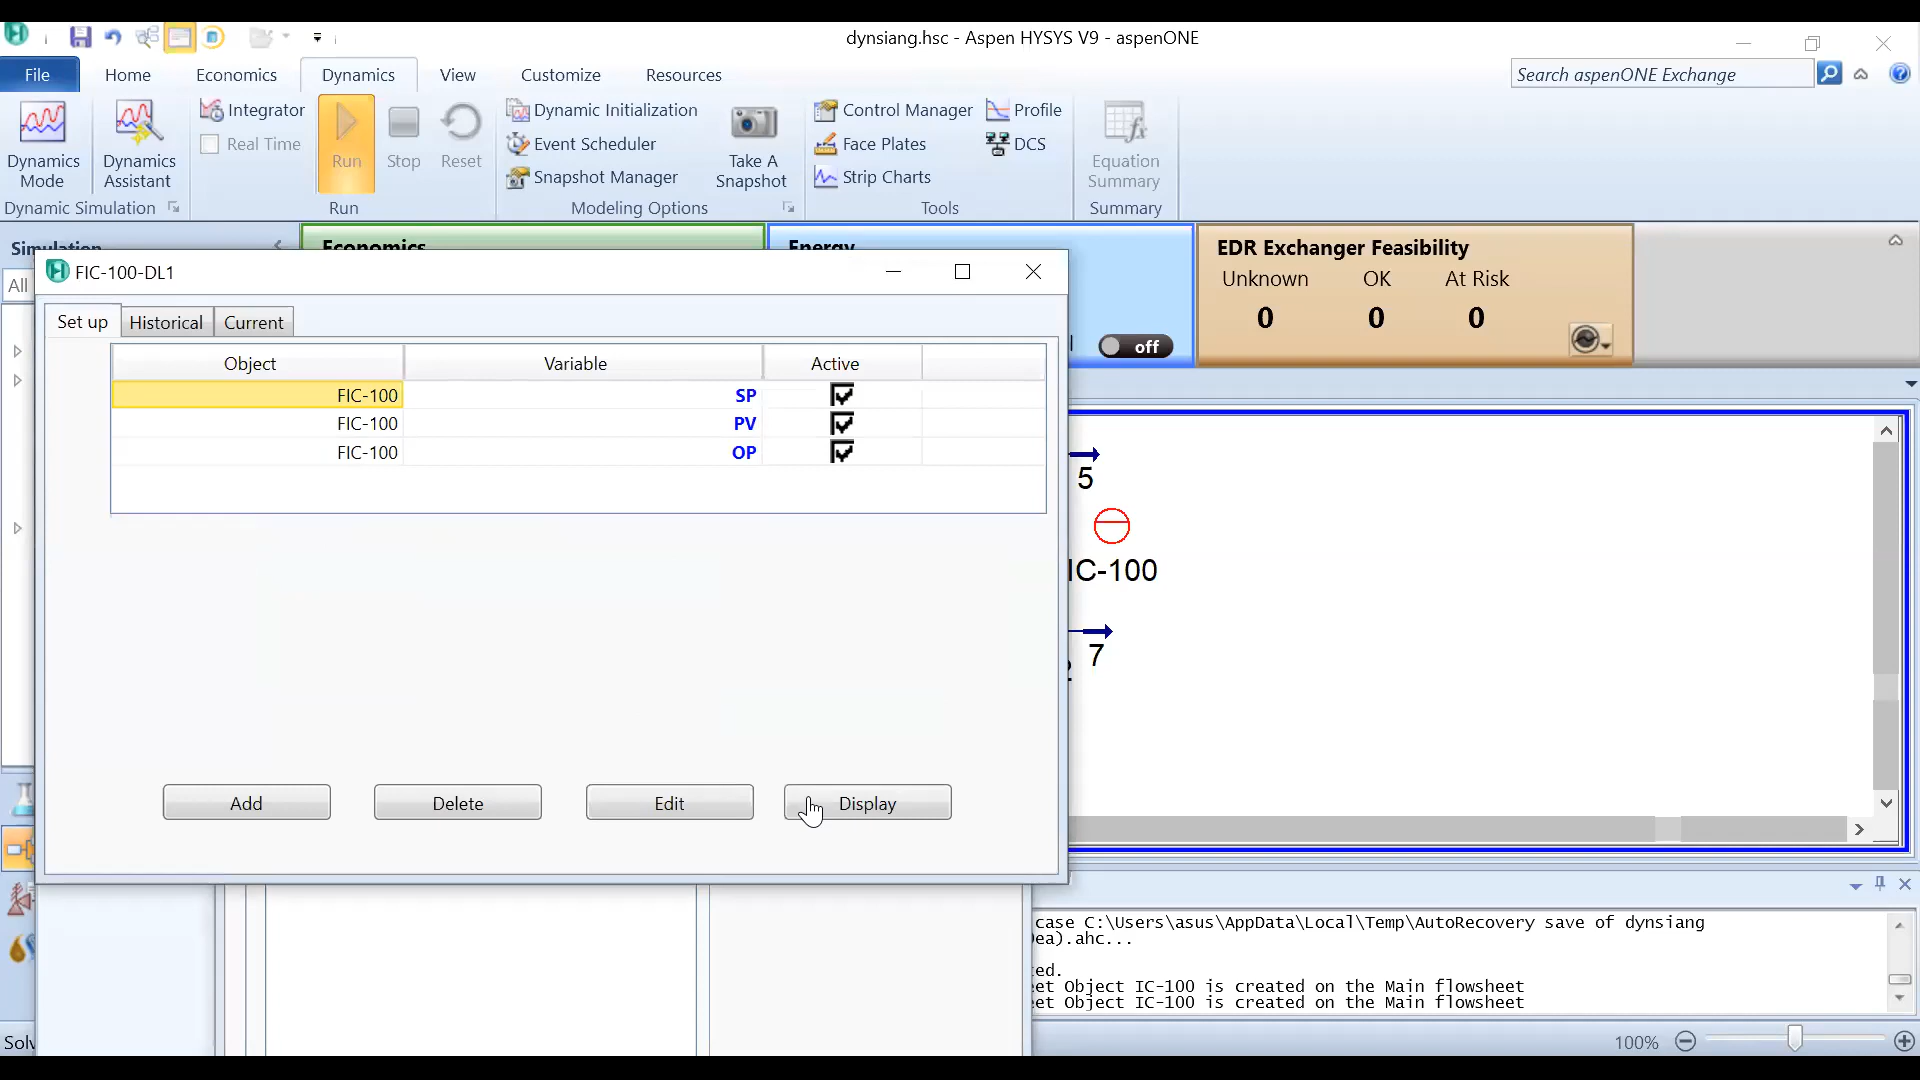 dynsiang.hsc - Aspen HYSYS V9 - aspenONE
File Home Economics Dynamics View Customize Resources
Search aspenONE Exchange
Dynamics Mode
Dynamics Assistant
Integrator
Real Time
Run
Stop
Reset
Dynamic Initialization
Event Scheduler
Snapshot Manager
Take A Snapshot
Control Manager
Face Plates
Strip Charts
Profile
DCS
Equation Summary
Dynamic Simulation Run Modeling Options Tools Summary
Economics
Energy
off
EDR Exchanger Feasibility
Unknown OK At Risk
0 0 0
All
FIC-100-DL1
Set up Historical Current
Object Variable Active
FIC-100 SP
FIC-100 PV
FIC-100 OP
Add Delete Edit Display
5
IC-100
7
case C:\Users\asus\AppData\Local\Temp\AutoRecovery save of dynsiang
ea).ahc...
ed.
et Object IC-100 is created on the Main flowsheet
et Object IC-100 is created on the Main flowsheet
Solv
100%